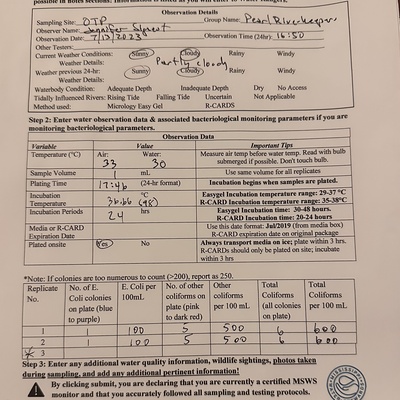 possible in notes sections.
Observation Details
Sampling Site: OTP Group Name: Pearl Riverkeeper
Observer Name: Jennifer
Observation Date: 7/13/2023 Observation Time (24hr): 16:50
Other Testers:
Current Weather Conditions: Sunny Cloudy Rainy Windy
Weather Details: Partly cloudy
Weather previous 24-hr: Sunny Cloudy Rainy Windy
Weather Details:
Waterbody Condition: Adequate Depth Inadequate Depth Dry No Access
Tidally Influenced Rivers: Rising Tide Falling Tide Uncertain Not Applicable
Method used: Micrology Easy Gel R-CARDS
Step 2: Enter water observation data & associated bacteriological monitoring parameters if you are
monitoring bacteriological parameters.
Observation Data
Variable Value Important Tips
Temperature (°C) Air: 33 Water: 30 Measure air temp before water temp. Read with bulb
submerged if possible. Don't touch bulb.
Sample Volume 1 mL Use same volume for all replicates
Plating Time 17:46 (24-hr format) Incubation begins when samples are plated.
Incubation Temperature 36.66 °C (98°) Easygel Incubation temperature range: 29-37 °C
R-CARD Incubation temperature range: 35-38°C
Incubation Periods 24 hrs Easygel Incubation time: 30-48 hours.
R-CARD Incubation time: 20-24 hours
Media or R-CARD Expiration Date Use this date format: Jul/2019 (from media box)
R-CARD expiration date on original package
Plated onsite Yes No Always transport media on ice; plate within 3 hrs.
R-CARDs should only be plated on site; incubate
within 3 hrs
*Note: If colonies are too numerous to count (>200), report as 250.
Replicate No. No. of E. Coli colonies on plate (blue to purple) E. Coli per 100mL No. of other coliforms on plate (pink to dark red) Other coliforms per 100 mL Total Coliforms (all colonies on plate) Total Coliforms per 100 mL
1 1 100 5 500 6 600
2 1 100 5 500 6 600
* 3
Step 3: Enter any additional water quality information, wildlife sightings, photos taken
during sampling, and add any additional pertinent information!
By clicking submit, you are declaring that you are currently a certified MSWS
monitor and that you accurately followed all sampling and testing protocols.